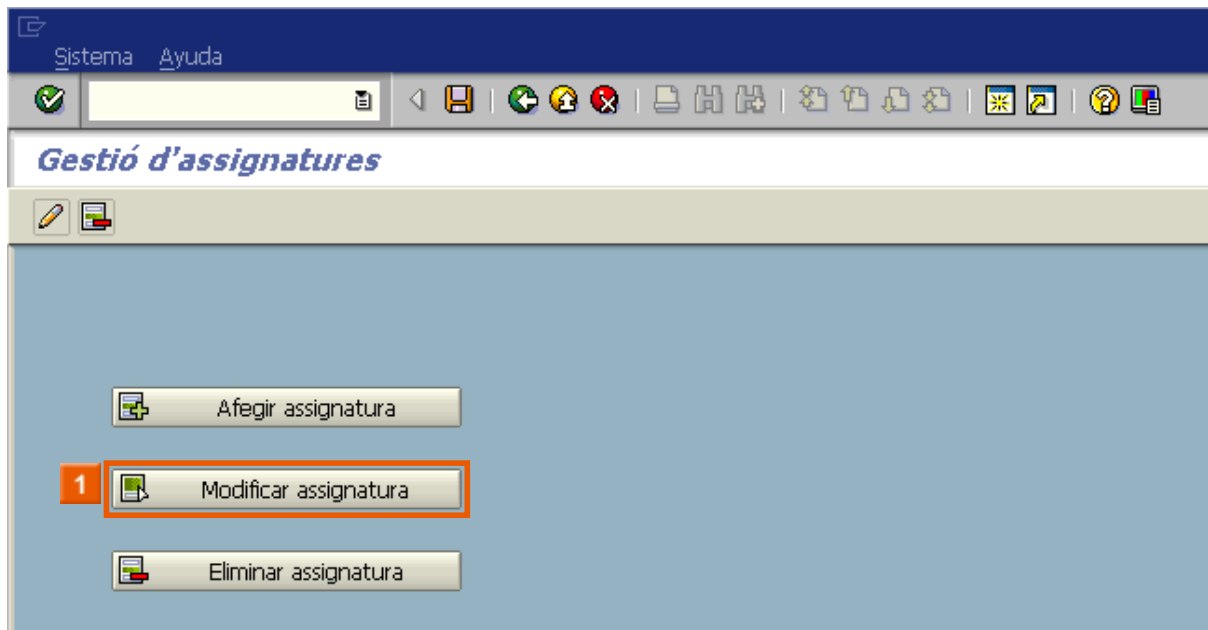 Sistema Ayuda
Gestió d'assignatures
Afegir assignatura
1 Modificar assignatura
Eliminar assignatura